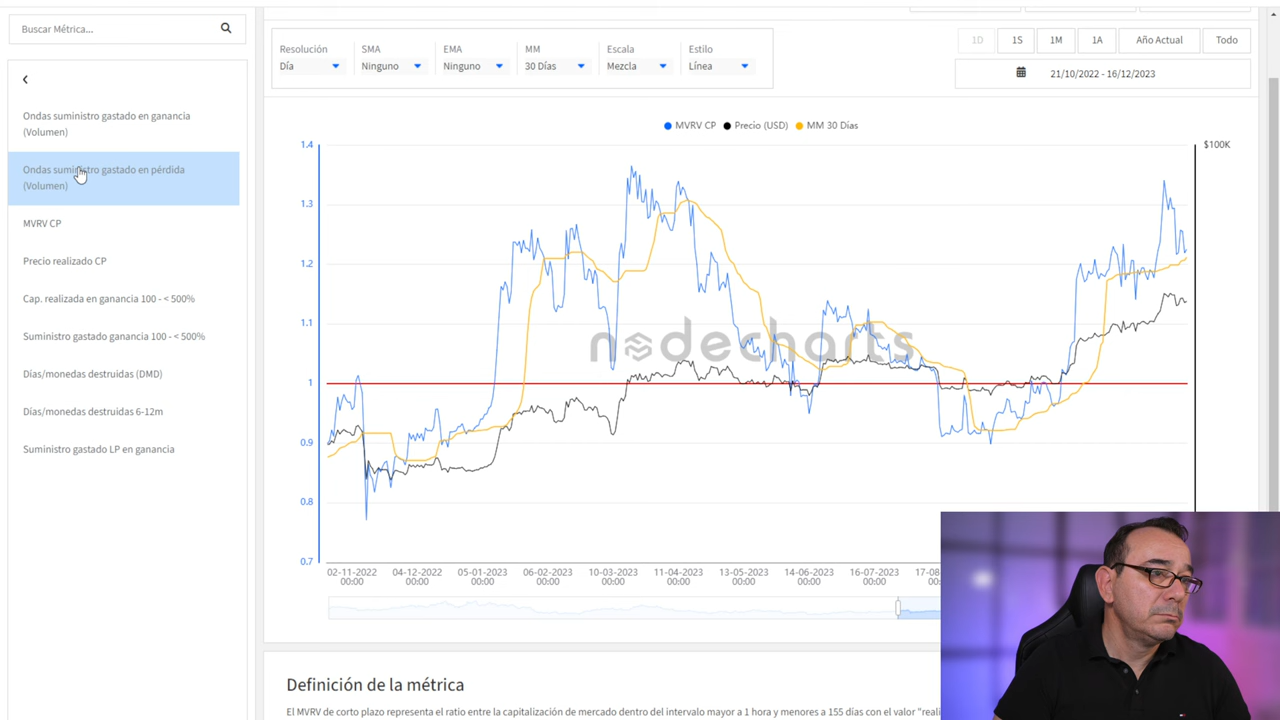 Buscar Métrica...
Ondas suministro gastado en ganancia
(Volumen)
Ondas suministro gastado en pérdida
(Volumen)
MVRV CP
Precio realizado CP
Cap. realizada en ganancia 100 - < 500%
Suministro gastado ganancia 100 - < 500%
Días/monedas destruidas (DMD)
Días/monedas destruidas 6-12m
Suministro gastado LP en ganancia
Resolución SMA EMA MM Escala Estilo
Día Ninguno Ninguno 30 Días Mezcla Línea
1D 1S 1M 1A Año Actual Todo
21/10/2022 - 16/12/2023
MVRV CP Precio (USD) MM 30 Días
1.4 $100K
1.3
1.2
1.1
nodecharts
1
0.9
0.8
0.7
02-11-2022 04-12-2022 05-01-2023 06-02-2023 10-03-2023 11-04-2023 13-05-2023 14-06-2023 16-07-2023 17-08
00:00 00:00 00:00 00:00 00:00 00:00 00:00 00:00 00:00 00
Definición de la métrica
El MVRV de corto plazo representa el ratio entre la capitalización de mercado dentro del intervalo mayor a 1 hora y menores a 155 días con el valor "reali